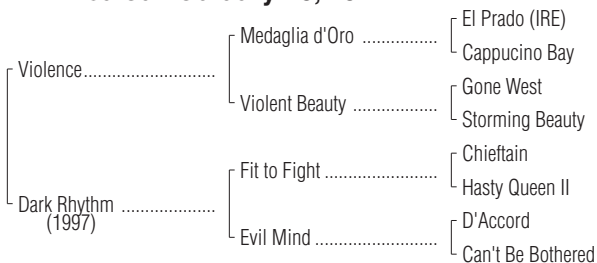 El Prado (IRE)
Medaglia d'Oro ................
Cappucino Bay
Violence............................
Gone West
Violent Beauty ..................
Storming Beauty
Chieftain
Fit to Fight ........................
Hasty Queen II
Dark Rhythm ....................
(1997)
D'Accord
Evil Mind ..........................
Can't Be Bothered